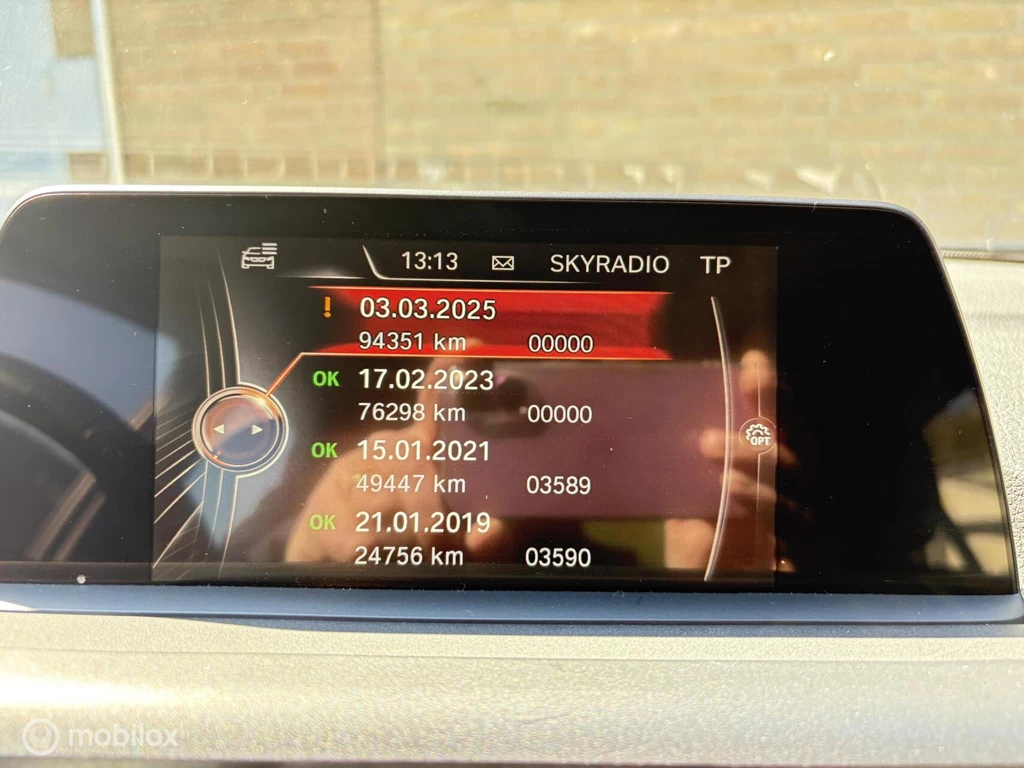 13:13 SKYRADIO TP
! 03.03.2025
94351 km 00000
OK 17.02.2023
76298 km 00000
OK 15.01.2021
49447 km 03589
OK 21.01.2019
24756 km 03590
OPT
mobilox